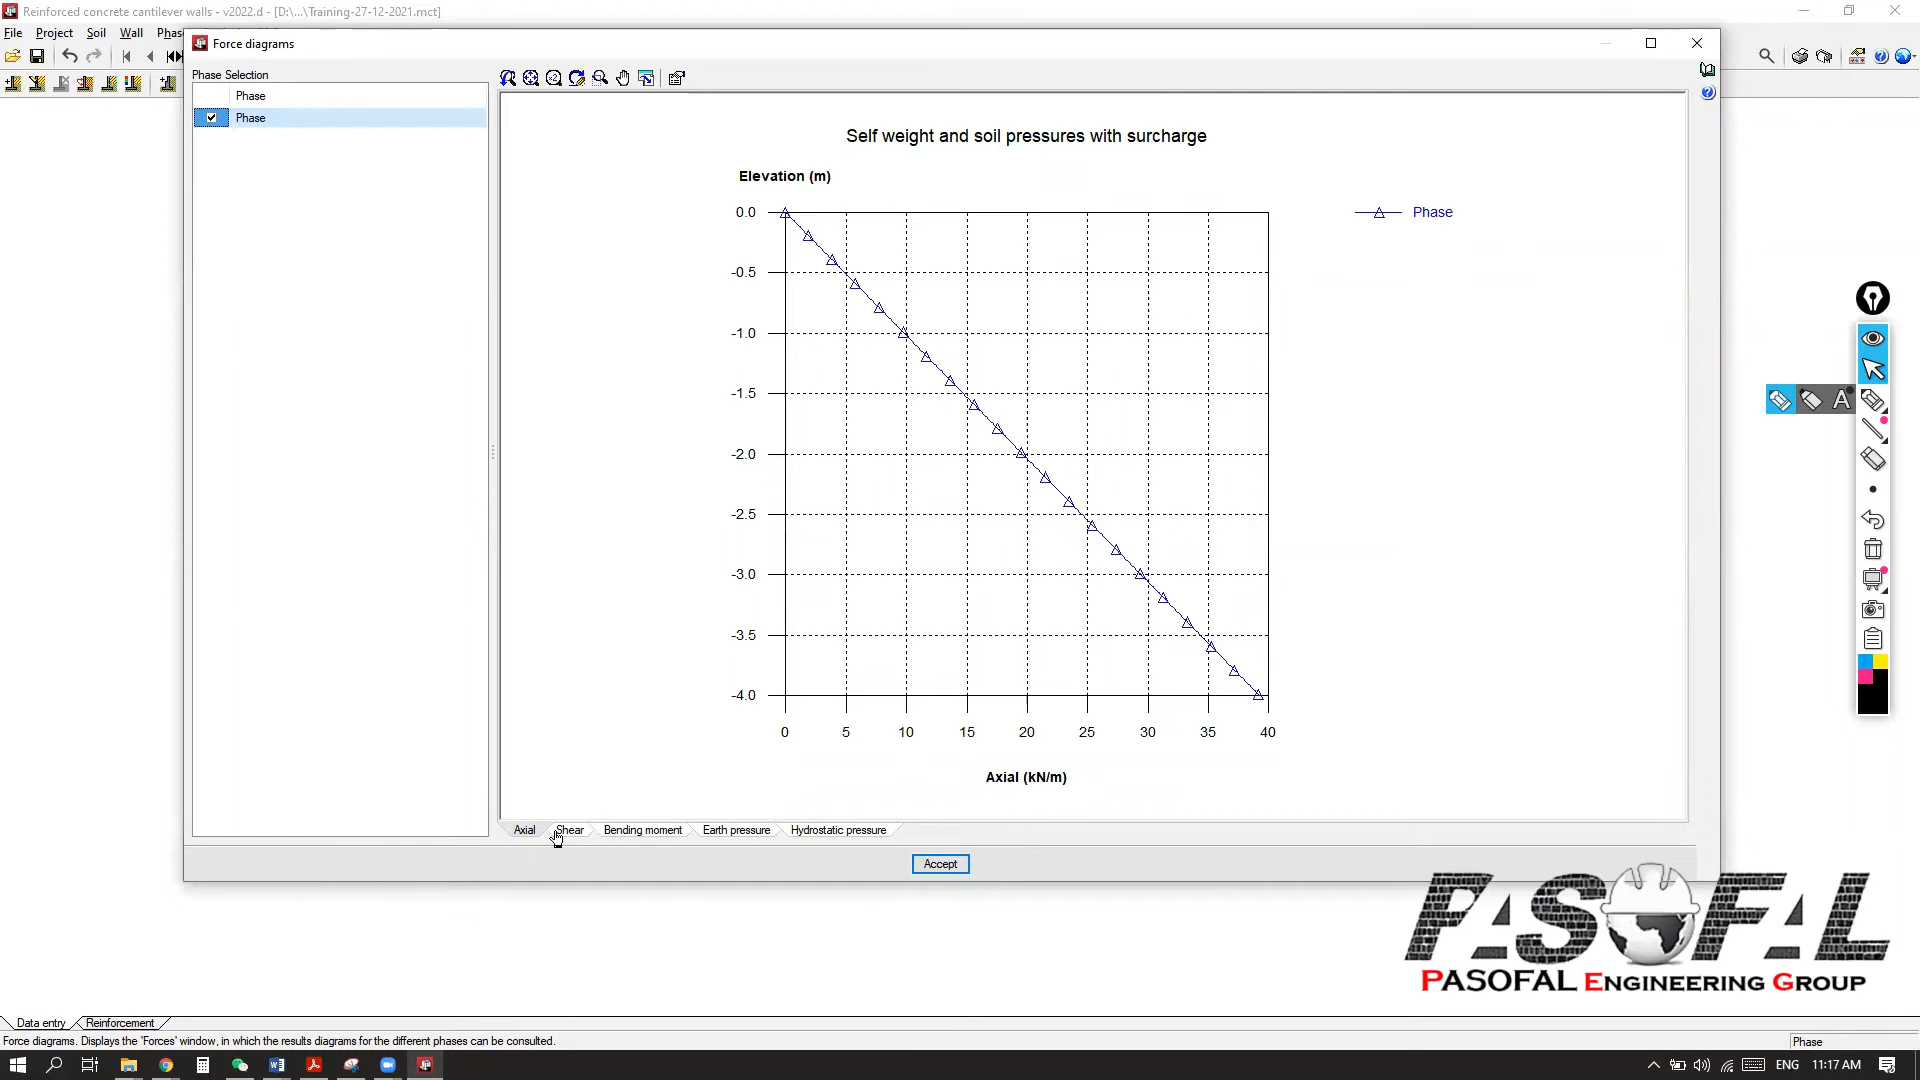 Reinforced concrete cantilever walls - v2022.d - [D:\...\Training-27-12-2021.mct]
File Project Soil Wall Phas
Force diagrams
Phase Selection
Phase
Phase
Self weight and soil pressures with surcharge
Elevation (m)
0.0
-0.5
-1.0
-1.5
-2.0
-2.5
-3.0
-3.5
-4.0
0 5 10 15 20 25 30 35 40
Axial (kN/m)
Phase
Axial Shear Bending moment Earth pressure Hydrostatic pressure
Accept
PASOFAL
PASOFAL ENGINEERING GROUP
Data entry Reinforcement
Force diagrams. Displays the 'Forces' window, in which the results diagrams for the different phases can be consulted.
Phase
ENG 11:17 AM